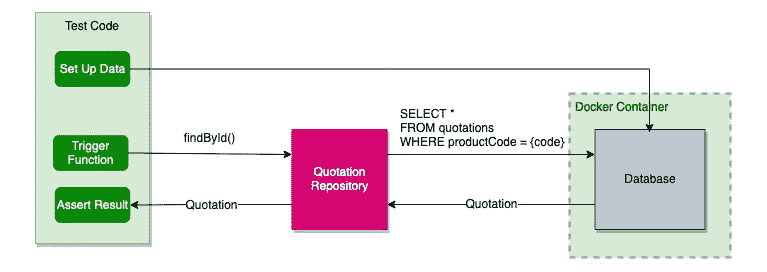 Test Code
Set Up Data
Trigger
Function
Assert Result
findById()
Quotation
Quotation
Repository
SELECT *
FROM quotations
WHERE productCode = {code}
Quotation
Docker Container
Database